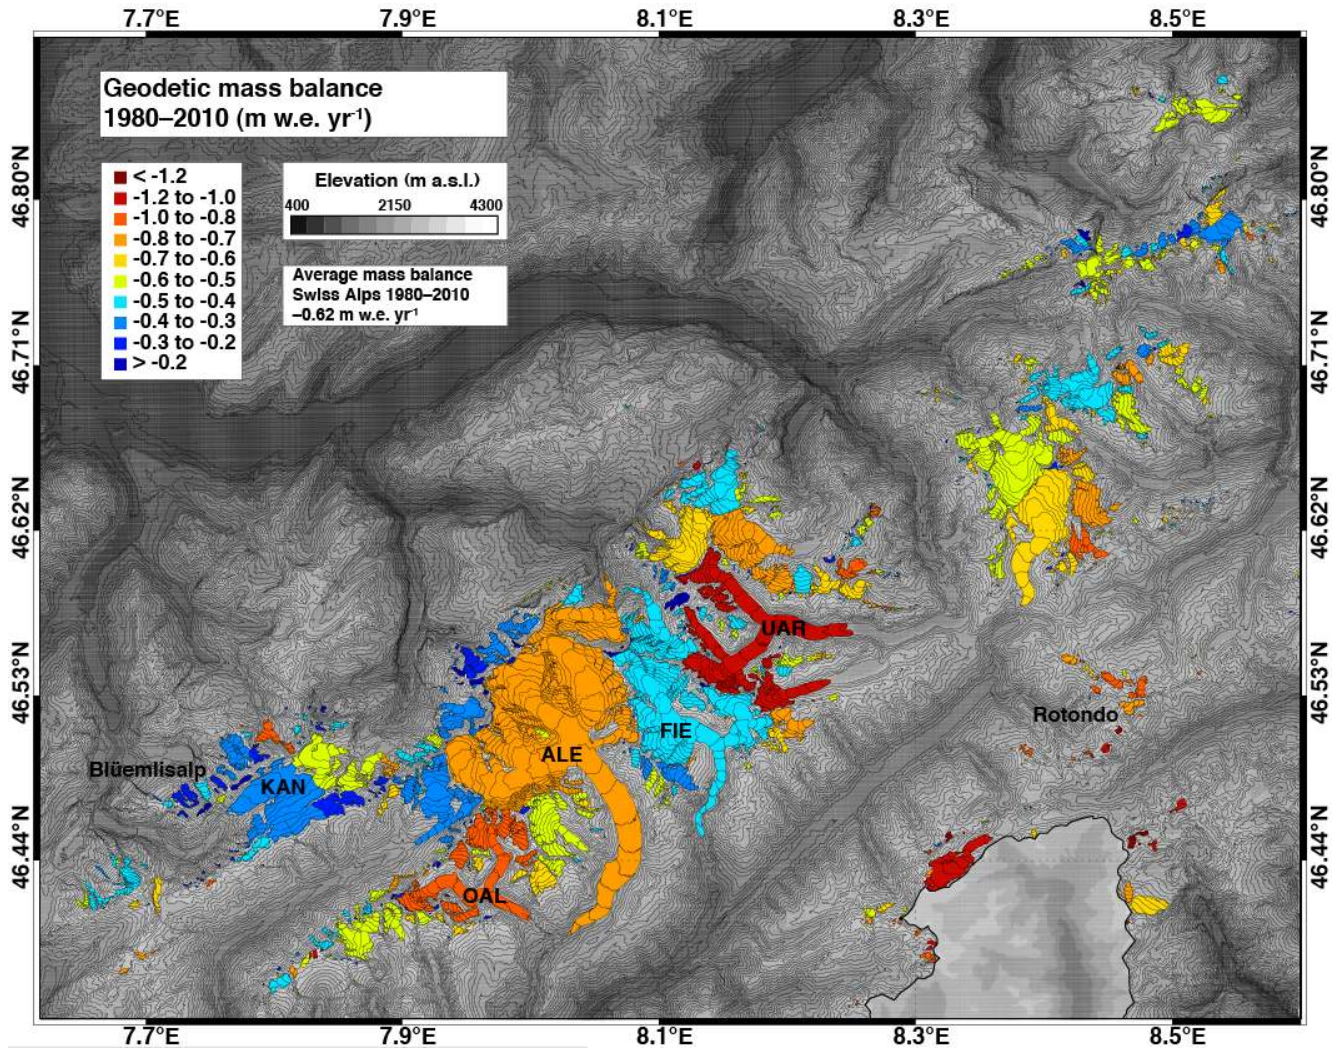 7.7°E 7.9°E 8.1°E 8.3°E 8.5°E
Geodetic mass balance
1980–2010 (m w.e. yr-1)
< -1.2
-1.2 to -1.0
-1.0 to -0.8
-0.8 to -0.7
-0.7 to -0.6
-0.6 to -0.5
-0.5 to -0.4
-0.4 to -0.3
-0.3 to -0.2
> -0.2
Elevation (m a.s.l.)
400 2150 4300
Average mass balance
Swiss Alps 1980–2010
–0.62 m w.e. yr-1
46.80°N 46.80°N
46.71°N 46.71°N
46.62°N 46.62°N
46.53°N 46.53°N
46.44°N 46.44°N
UAR
Rotondo
FIE
ALE
Blüemlisalp
KAN
OAL
7.7°E 7.9°E 8.1°E 8.3°E 8.5°E